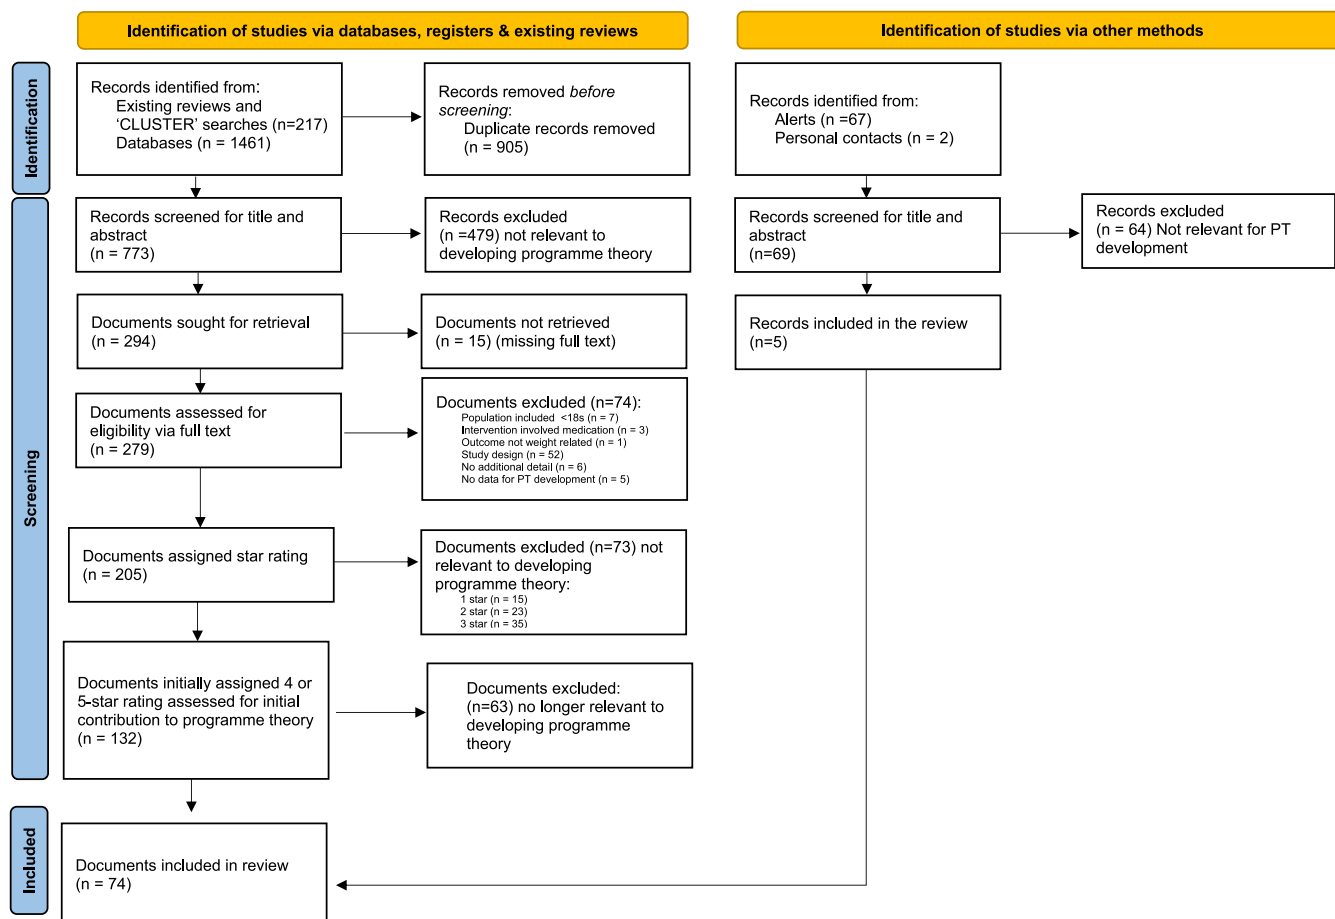 Identification of studies via databases, registers & existing reviews
Identification of studies via other methods
Identification
Records identified from:
Existing reviews and
‘CLUSTER’ searches (n=217)
Databases (n = 1461)
Records removed before
screening:
Duplicate records removed
(n = 905)
Records identified from:
Alerts (n =67)
Personal contacts (n = 2)
Screening
Records screened for title and
abstract
(n = 773)
Records excluded
(n =479) not relevant to
developing programme theory
Records screened for title and
abstract
(n=69)
Records excluded
(n = 64) Not relevant for PT
development
Documents sought for retrieval
(n = 294)
Documents not retrieved
(n = 15) (missing full text)
Records included in the review
(n=5)
Documents assessed for
eligibility via full text
(n = 279)
Documents excluded (n=74):
Population included <18s (n = 7)
Intervention involved medication (n = 3)
Outcome not weight related (n = 1)
Study design (n = 52)
No additional detail (n = 6)
No data for PT development (n = 5)
Documents assigned star rating
(n = 205)
Documents excluded (n=73) not
relevant to developing
programme theory:
1 star (n = 15)
2 star (n = 23)
3 star (n = 35)
Documents initially assigned 4 or
5-star rating assessed for initial
contribution to programme theory
(n = 132)
Documents excluded:
(n=63) no longer relevant to
developing programme
theory
Included
Documents included in review
(n = 74)